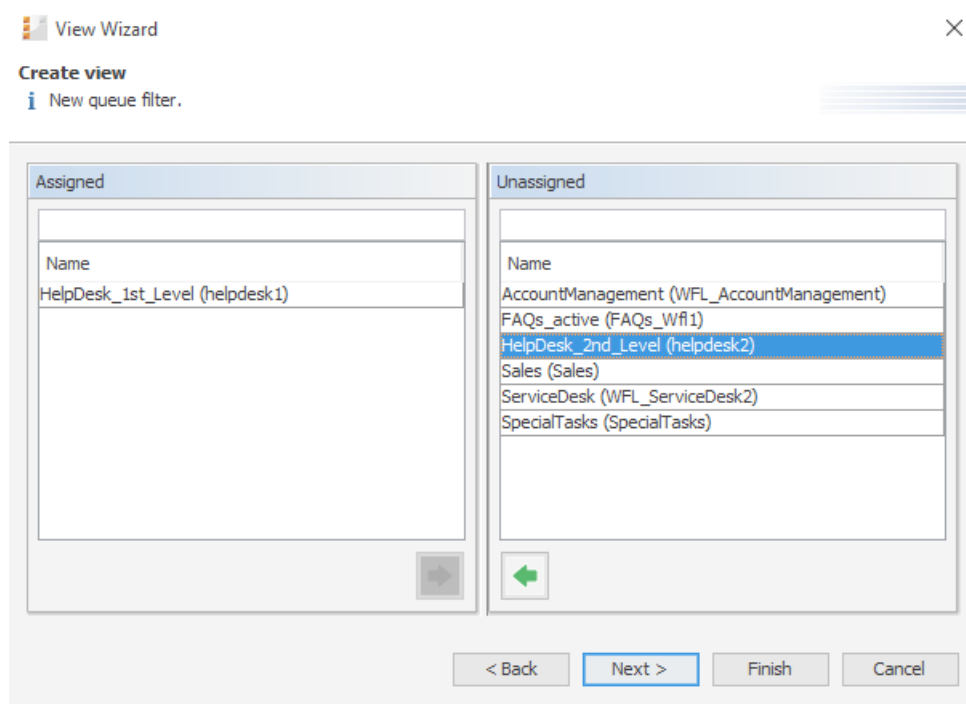 View Wizard
Create view
New queue filter.
Assigned
Name
HelpDesk_1st_Level (helpdesk1)
Unassigned
Name
AccountManagement (WFL_AccountManagement)
FAQs_active (FAQs_Wfl1)
HelpDesk_2nd_Level (helpdesk2)
Sales (Sales)
ServiceDesk (WFL_ServiceDesk2)
SpecialTasks (SpecialTasks)
< Back
Next >
Finish
Cancel